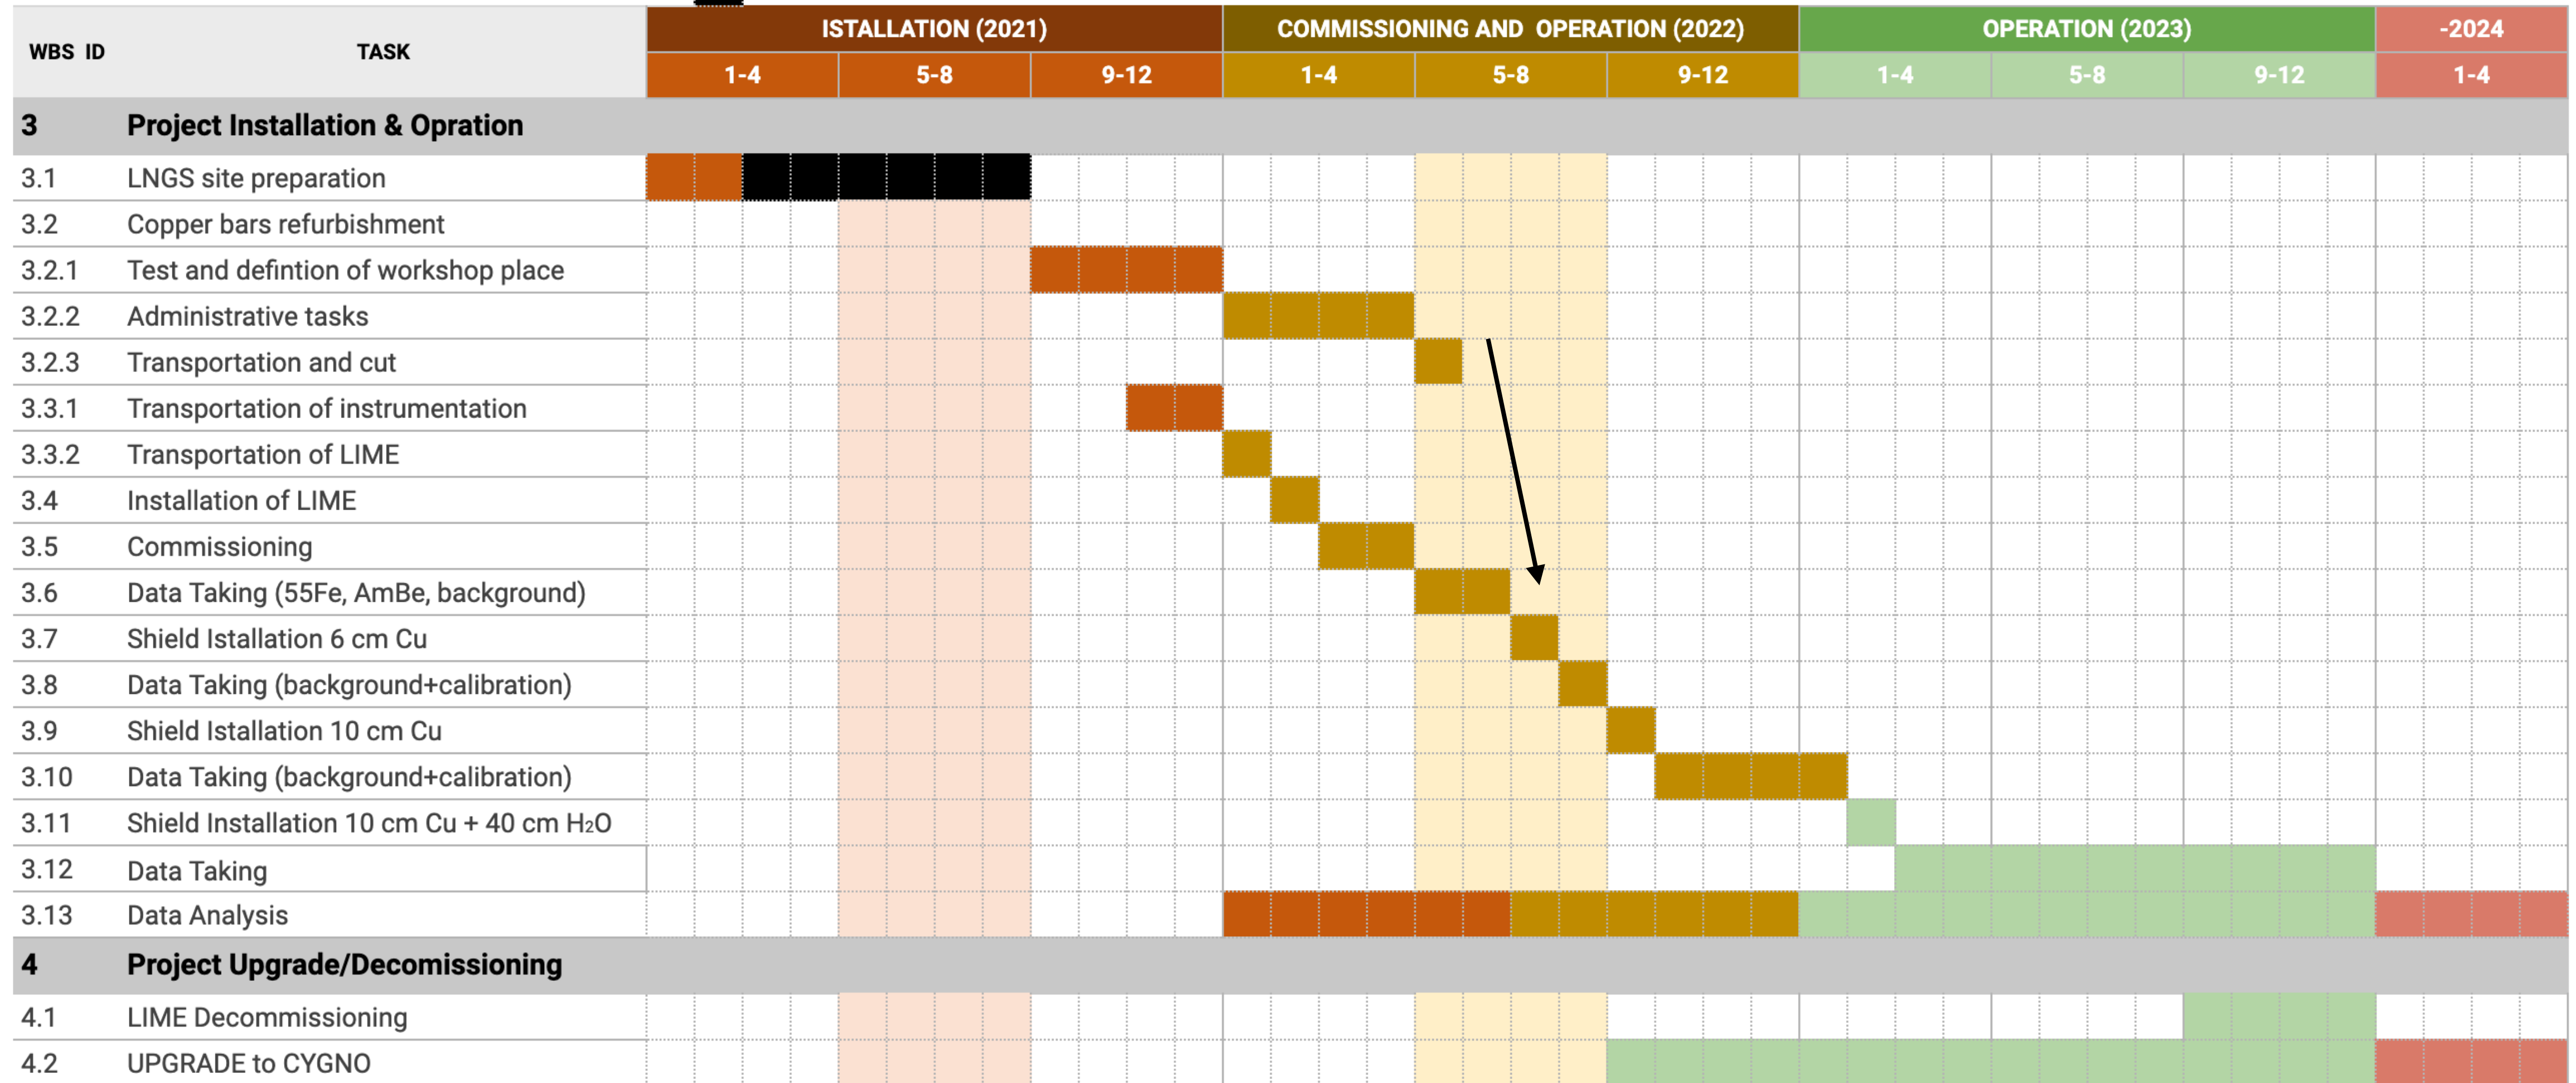 ISTALLATION (2021) COMMISSIONING AND OPERATION (2022) OPERATION (2023) -2024
WBS ID TASK
1-4 5-8 9-12 1-4 5-8 9-12 1-4 5-8 9-12 1-4
3 Project Installation & Opration
3.1 LNGS site preparation
3.2 Copper bars refurbishment
3.2.1 Test and defintion of workshop place
3.2.2 Administrative tasks
3.2.3 Transportation and cut
3.3.1 Transportation of instrumentation
3.3.2 Transportation of LIME
3.4 Installation of LIME
3.5 Commissioning
3.6 Data Taking (55Fe, AmBe, background)
3.7 Shield Istallation 6 cm Cu
3.8 Data Taking (background+calibration)
3.9 Shield Istallation 10 cm Cu
3.10 Data Taking (background+calibration)
3.11 Shield Installation 10 cm Cu + 40 cm H₂O
3.12 Data Taking
3.13 Data Analysis
4 Project Upgrade/Decomissioning
4.1 LIME Decommissioning
4.2 UPGRADE to CYGNO